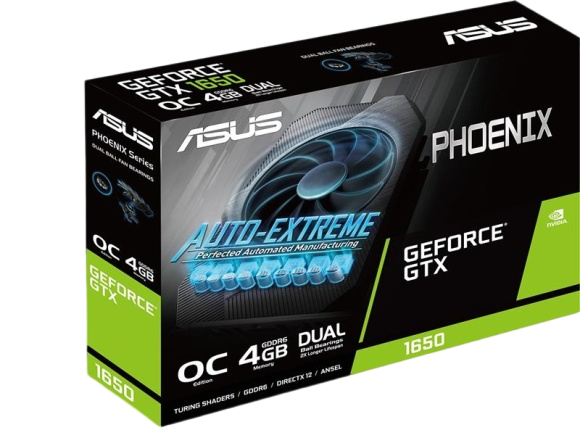 GEFORCE
GTX 1650
OC 4GB GDDR6 DUAL
DUAL BALL FAN BEARINGS
ASUS
ASUS
PHOENIX Series
DUAL BALL FAN BEARINGS
OC 4GB
GEFORCE
GTX
1650
ASUS
PHOENIX
AUTO-EXTREME
Perfected Automated Manufacturing
GEFORCE®
GTX
NVIDIA
1650
OC
Edition
4GB
GDDR6
Memory
DUAL
Ball Bearings
2X Longer Lifespan
TURING SHADERS / GDDR6 / DIRECTX 12 / ANSEL